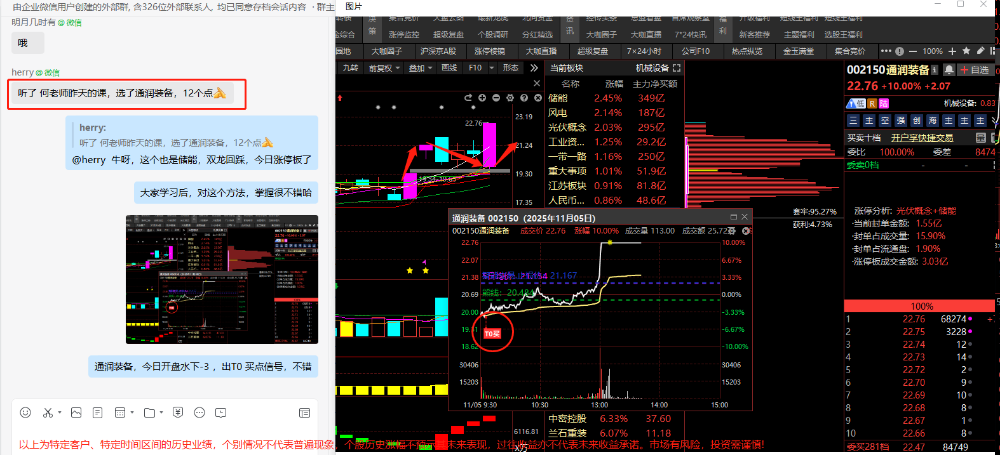 由企业微信用户创建的外部群, 含326位外部联系人, 均已同意存档会话内容 · 群主
明月几时有@微信
哦
herry@微信
听了 何老师昨天的课，选了通润装备，12个点
herry:
听了 何老师昨天的课，选了通润装备，12个点
@herry 牛呀，这个也是储能，双龙回踩，今日涨停板了
大家学习后，对这个方法，掌握很不错哈
通润装备，今日开盘水下-3 ，出T0 买点信号，不错
图片
决策
资讯
福利
金综合 涨停监控 超级复盘 个股调研 分红精选 大咖圈子 大咖直播 7*24快讯 新客推荐 主题福利 选股王福利
园地 大咖圈子 沪深京A股 涨停棱镜 大咖直播 超级复盘 7×24小时 公司F10 热点纵览 金玉满堂 集合竞价 100%
九转 前复权 叠加 画线 F10 形态
当前板块 机械设备
名称 涨幅 主力净买额
储能 2.45% 349亿
风电 2.14% 187亿
光伏概念 2.03% 295亿
工业资... 1.25% 29.2亿
一带一路 1.16% 250亿
重大事项 1.01% 51.9亿
江苏板块 0.91% 81.8亿
人民币... 0.86% 48.6亿
22.76
23.19
21.24
19.30
17.35
套牢:95.27%
获利:4.73%
002150通润装备
自选
22.76 +10.00% +2.07
低 R 陆 机械设备: 0.83
三 主 空 强 创 海 主 主 主
买卖十档 开户享快捷交易 量
委比 100.00% 委差 8474
委卖0档 - -
涨停分析: 光伏概念+储能
·当前封单金额: 1.55亿
·封单占成交量: 15.90%
·封单占流通盘: 1.90%
·涨停板成交金额: 3.03亿
100%
1 22.76 68274
2 22.75 3228
3 22.74 12
4 22.73 14
5 22.72 2
6 22.70 9
7 22.69 10
8 22.68 8
9 22.67 1
10 22.66 8
委买281档 22.47 84749
通润装备 002150（2025年11月05日）
002150通润装备 成交价 22.76 涨幅 10.00% 成交量 113.00 成交额 25.72
22.76 10.00%
22.07 6.67%
21.38 3.33%
20.69 0.00%
20.00 -3.33%
19.31 -6.67%
18.62 -10.00%
30406 30406
15203 15203
21.167
熊线: 20.484
T0买
11/05 9:30 10:30 13:00 14:00 15:00
中密控股 6.33% 37.60
兰石重装 6.07% 11.18
6116.81
X万
以上为特定客户、特定时间区间的历史业绩，个别情况不代表普遍现象，个股历史涨幅不预示其未来表现，过往收益亦不代表未来收益承诺。市场有风险，投资需谨慎!